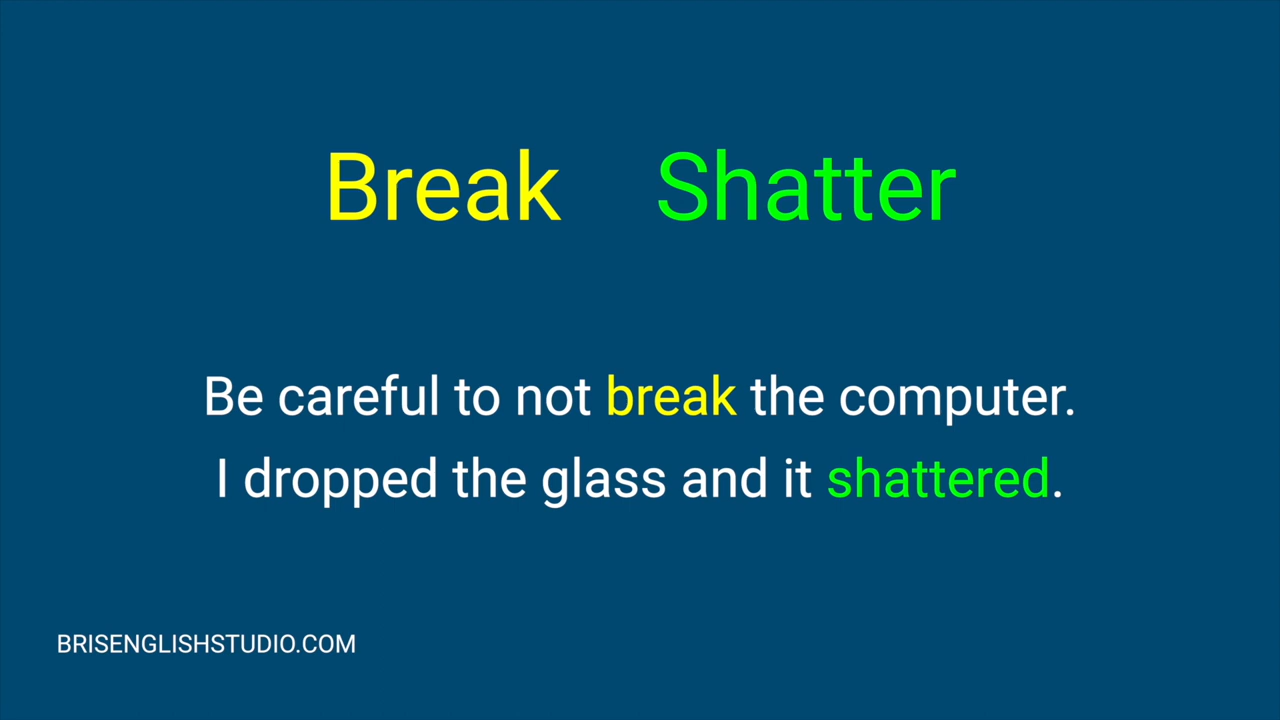 Break Shatter
Be careful to not break the computer.
I dropped the glass and it shattered.
BRISENGLISHSTUDIO.COM